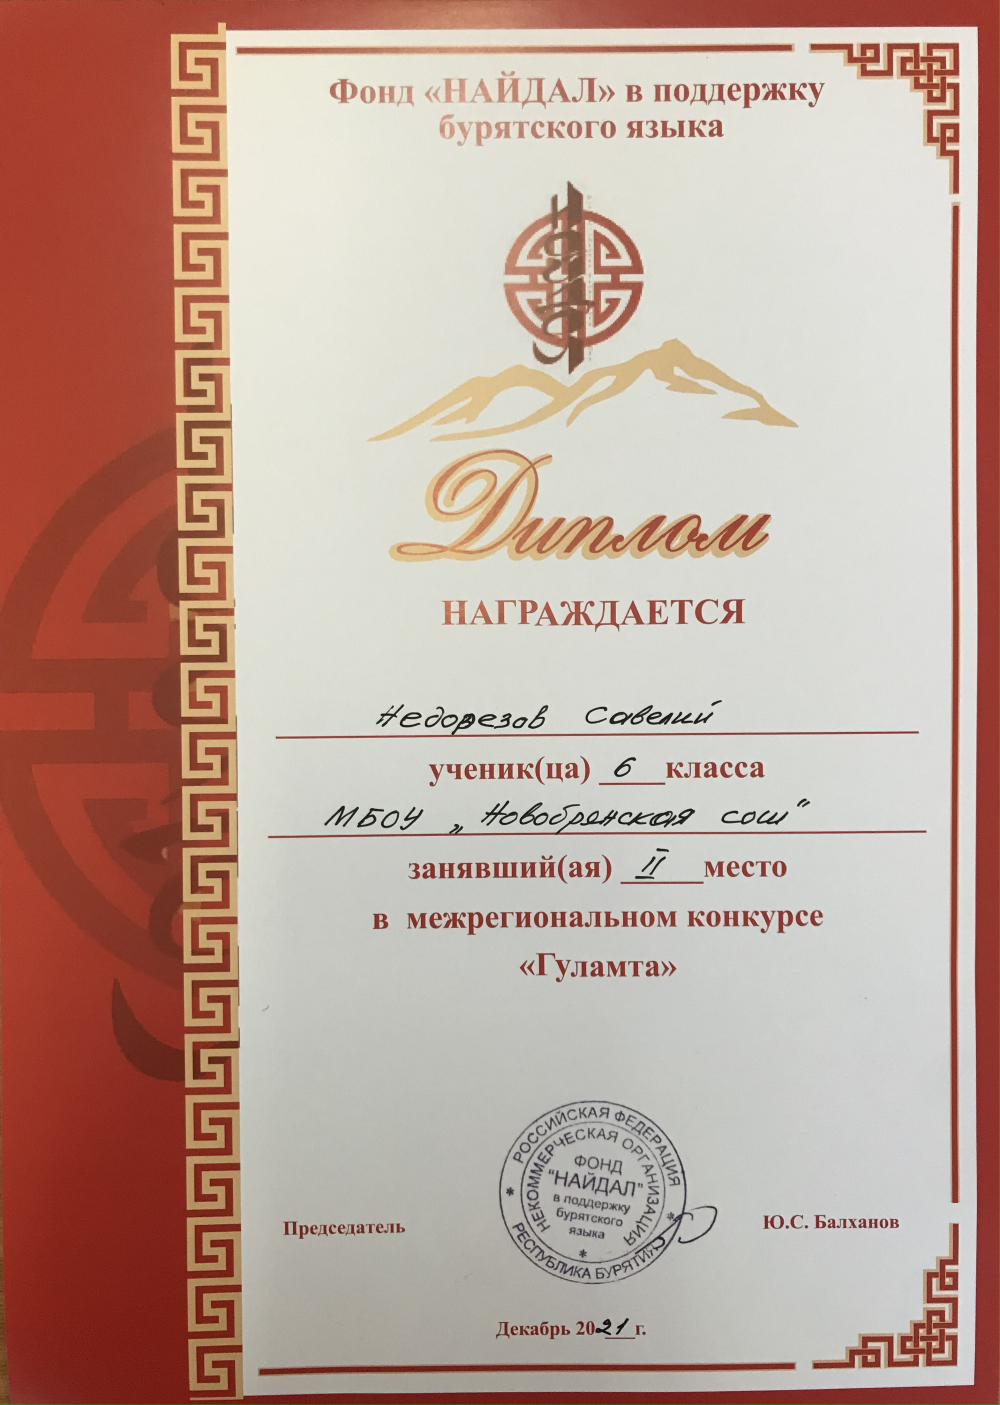 Фонд «НАЙДАЛ» в поддержку
бурятского языка
Диплом
НАГРАЖДАЕТСЯ
Недорезов Савелий
ученик(ца) 6 класса
МБОУ „Новобрянская сош“
занявший(ая) II место
в межрегиональном конкурсе
«Гуламта»
РОССИЙСКАЯ ФЕДЕРАЦИЯ
РЕСПУБЛИКА БУРЯТИЯ
НЕКОММЕРЧЕСКАЯ ОРГАНИЗАЦИЯ
ФОНД
"НАЙДАЛ"
в поддержку
бурятского
языка
Председатель
Ю.С. Балханов
Декабрь 2021 г.